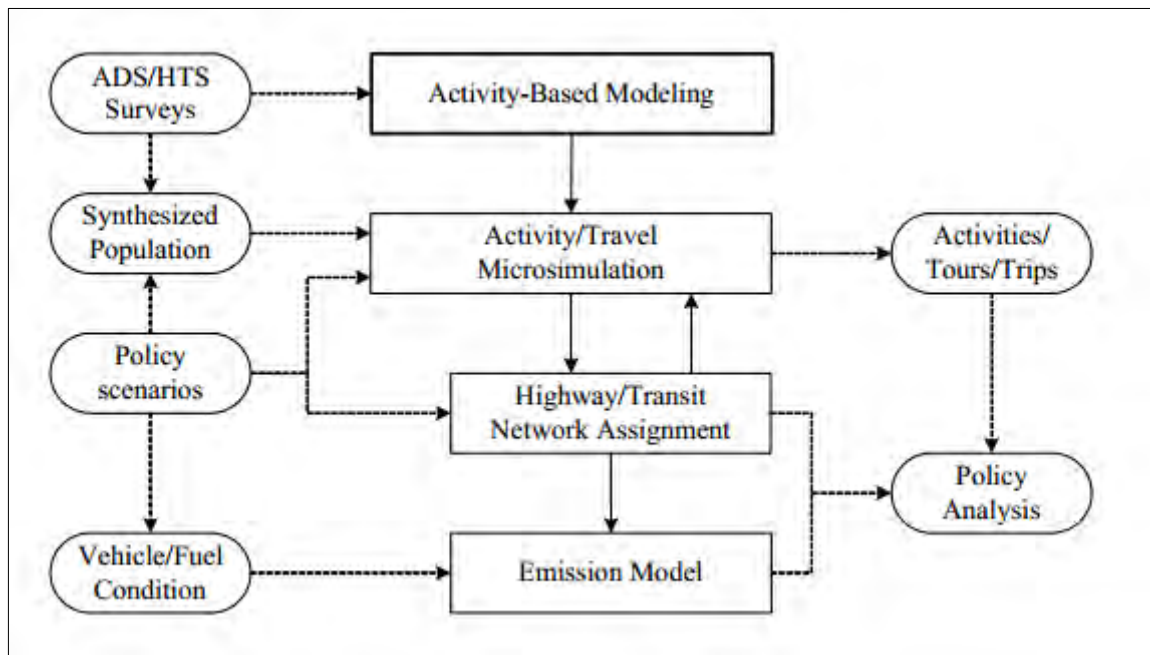 ADS/HTS
Surveys
Activity-Based Modeling
Synthesized
Population
Activity/Travel
Microsimulation
Activities/
Tours/Trips
Policy
scenarios
Highway/Transit
Network Assignment
Policy
Analysis
Vehicle/Fuel
Condition
Emission Model